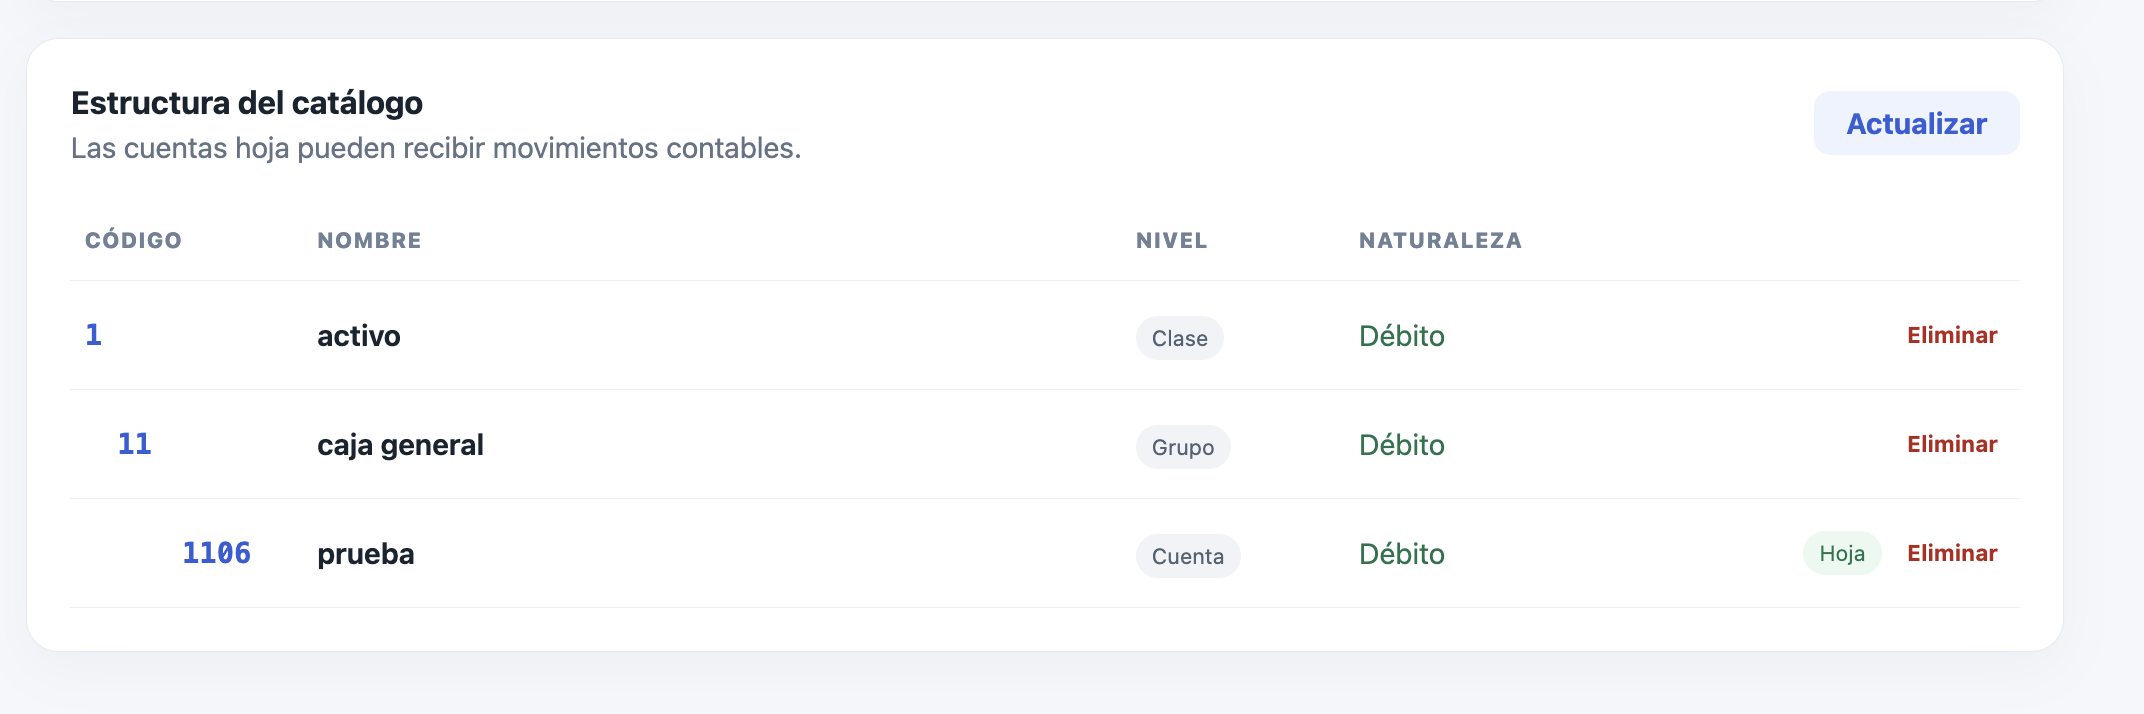 Estructura del catálogo
Las cuentas hoja pueden recibir movimientos contables.
Actualizar
CÓDIGO NOMBRE NIVEL NATURALEZA
1 activo Clase Débito Eliminar
11 caja general Grupo Débito Eliminar
1106 prueba Cuenta Débito Hoja Eliminar